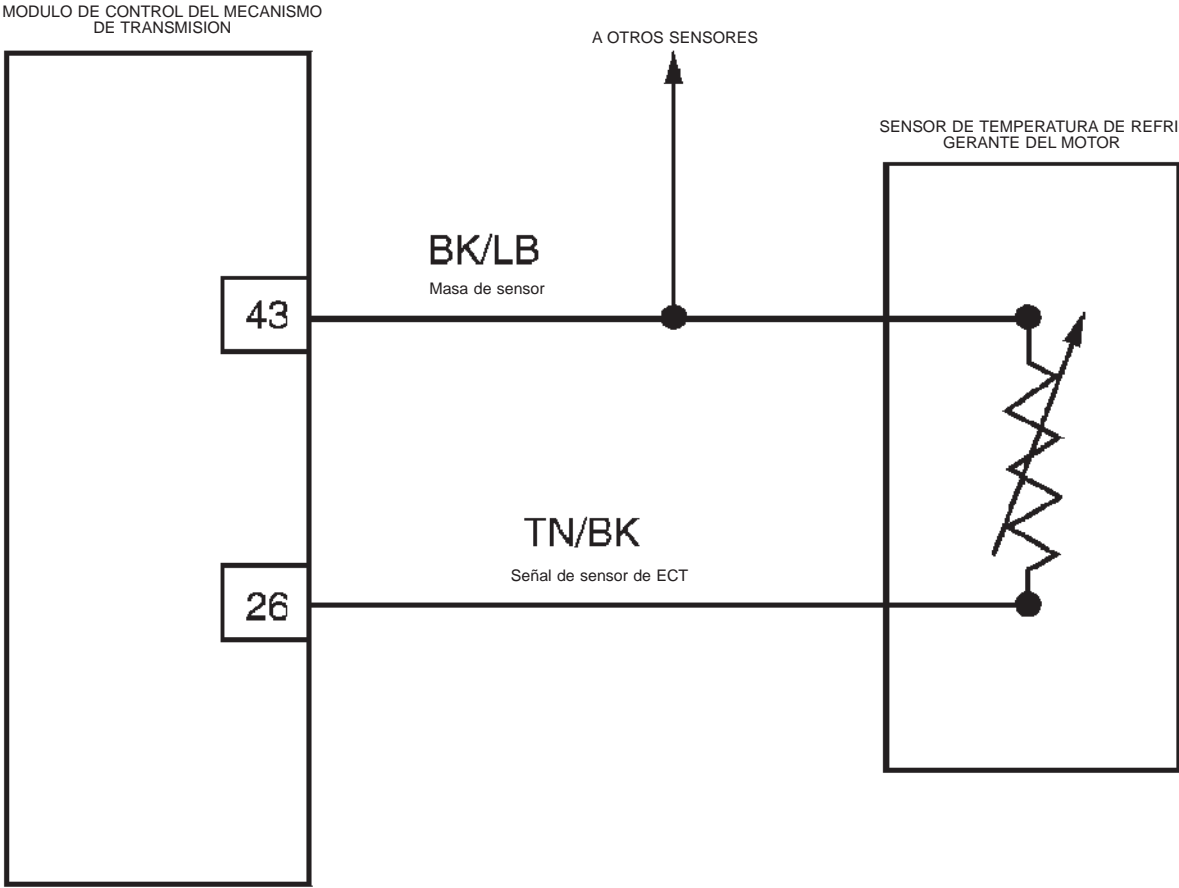 MODULO DE CONTROL DEL MECANISMO
DE TRANSMISION
A OTROS SENSORES
SENSOR DE TEMPERATURA DE REFRI
GERANTE DEL MOTOR
BK/LB
Masa de sensor
43
TN/BK
Señal de sensor de ECT
26